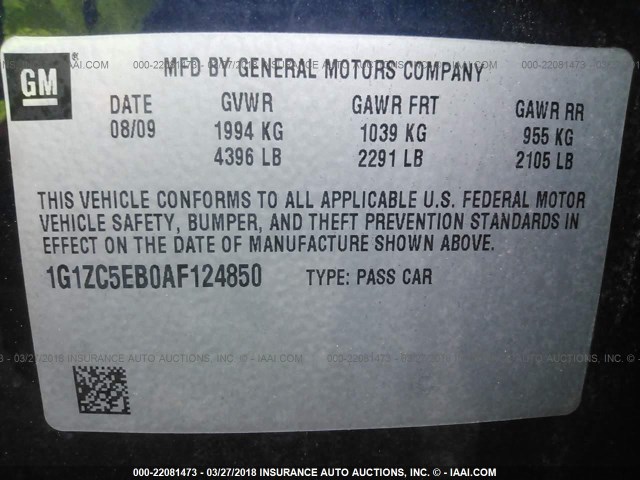 GM
MFD BY GENERAL MOTORS COMPANY
DATE GVWR GAWR FRT GAWR RR
08/09 1994 KG 1039 KG 955 KG
4396 LB 2291 LB 2105 LB
THIS VEHICLE CONFORMS TO ALL APPLICABLE U.S. FEDERAL MOTOR
VEHICLE SAFETY, BUMPER, AND THEFT PREVENTION STANDARDS IN
EFFECT ON THE DATE OF MANUFACTURE SHOWN ABOVE.
1G1ZC5EB0AF124850 TYPE: PASS CAR
000-22081473 - 03/27/2018 INSURANCE AUTO AUCTIONS, INC. - © IAAI.COM